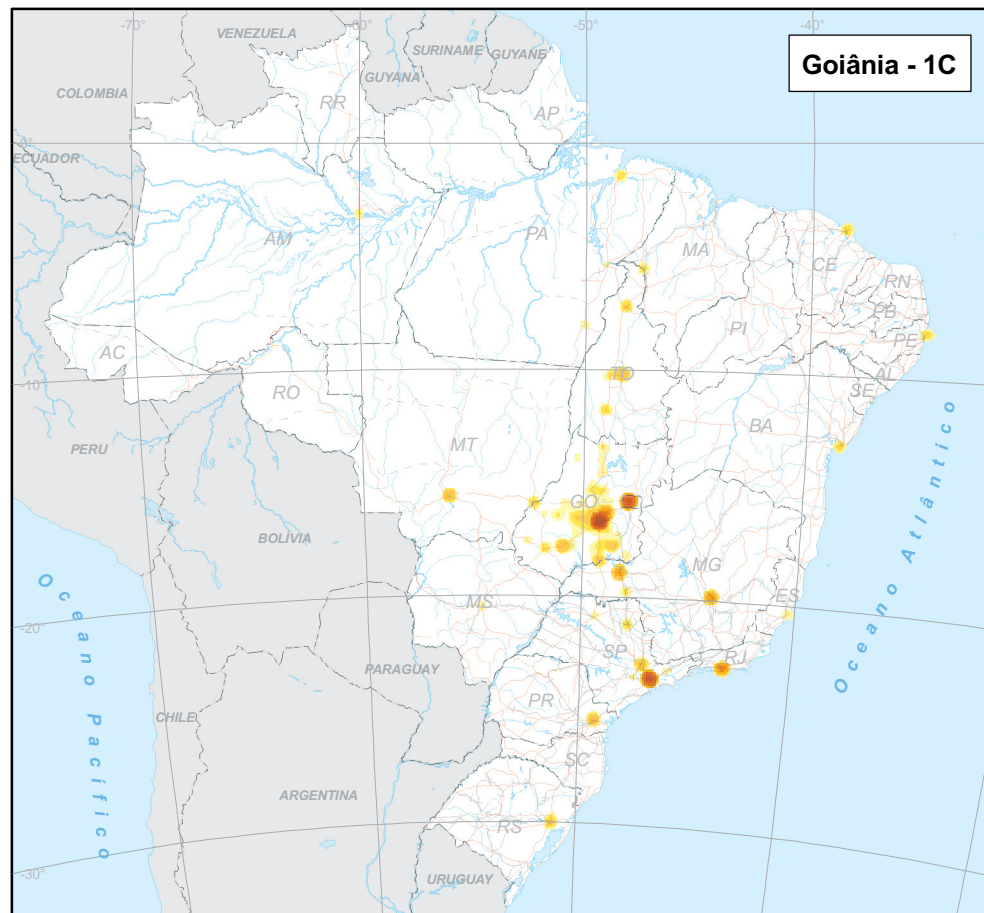 -70°
-60°
-50°
-40°
VENEZUELA
SURINAME
GUYANE
Goiânia - 1C
GUYANA
COLOMBIA
RR
AP
0°
ECUADOR
AM
PA
MA
CE
RN
PB
PI
PE
AC
TO
AL
-10°
SE
RO
BA
PERU
MT
GO
DF
BOLÍVIA
MG
Oceano Atlântico
MS
ES
-20°
SP
RJ
PARAGUAY
PR
CHILE
Oceano Pacifico
SC
ARGENTINA
RS
-30°
URUGUAY